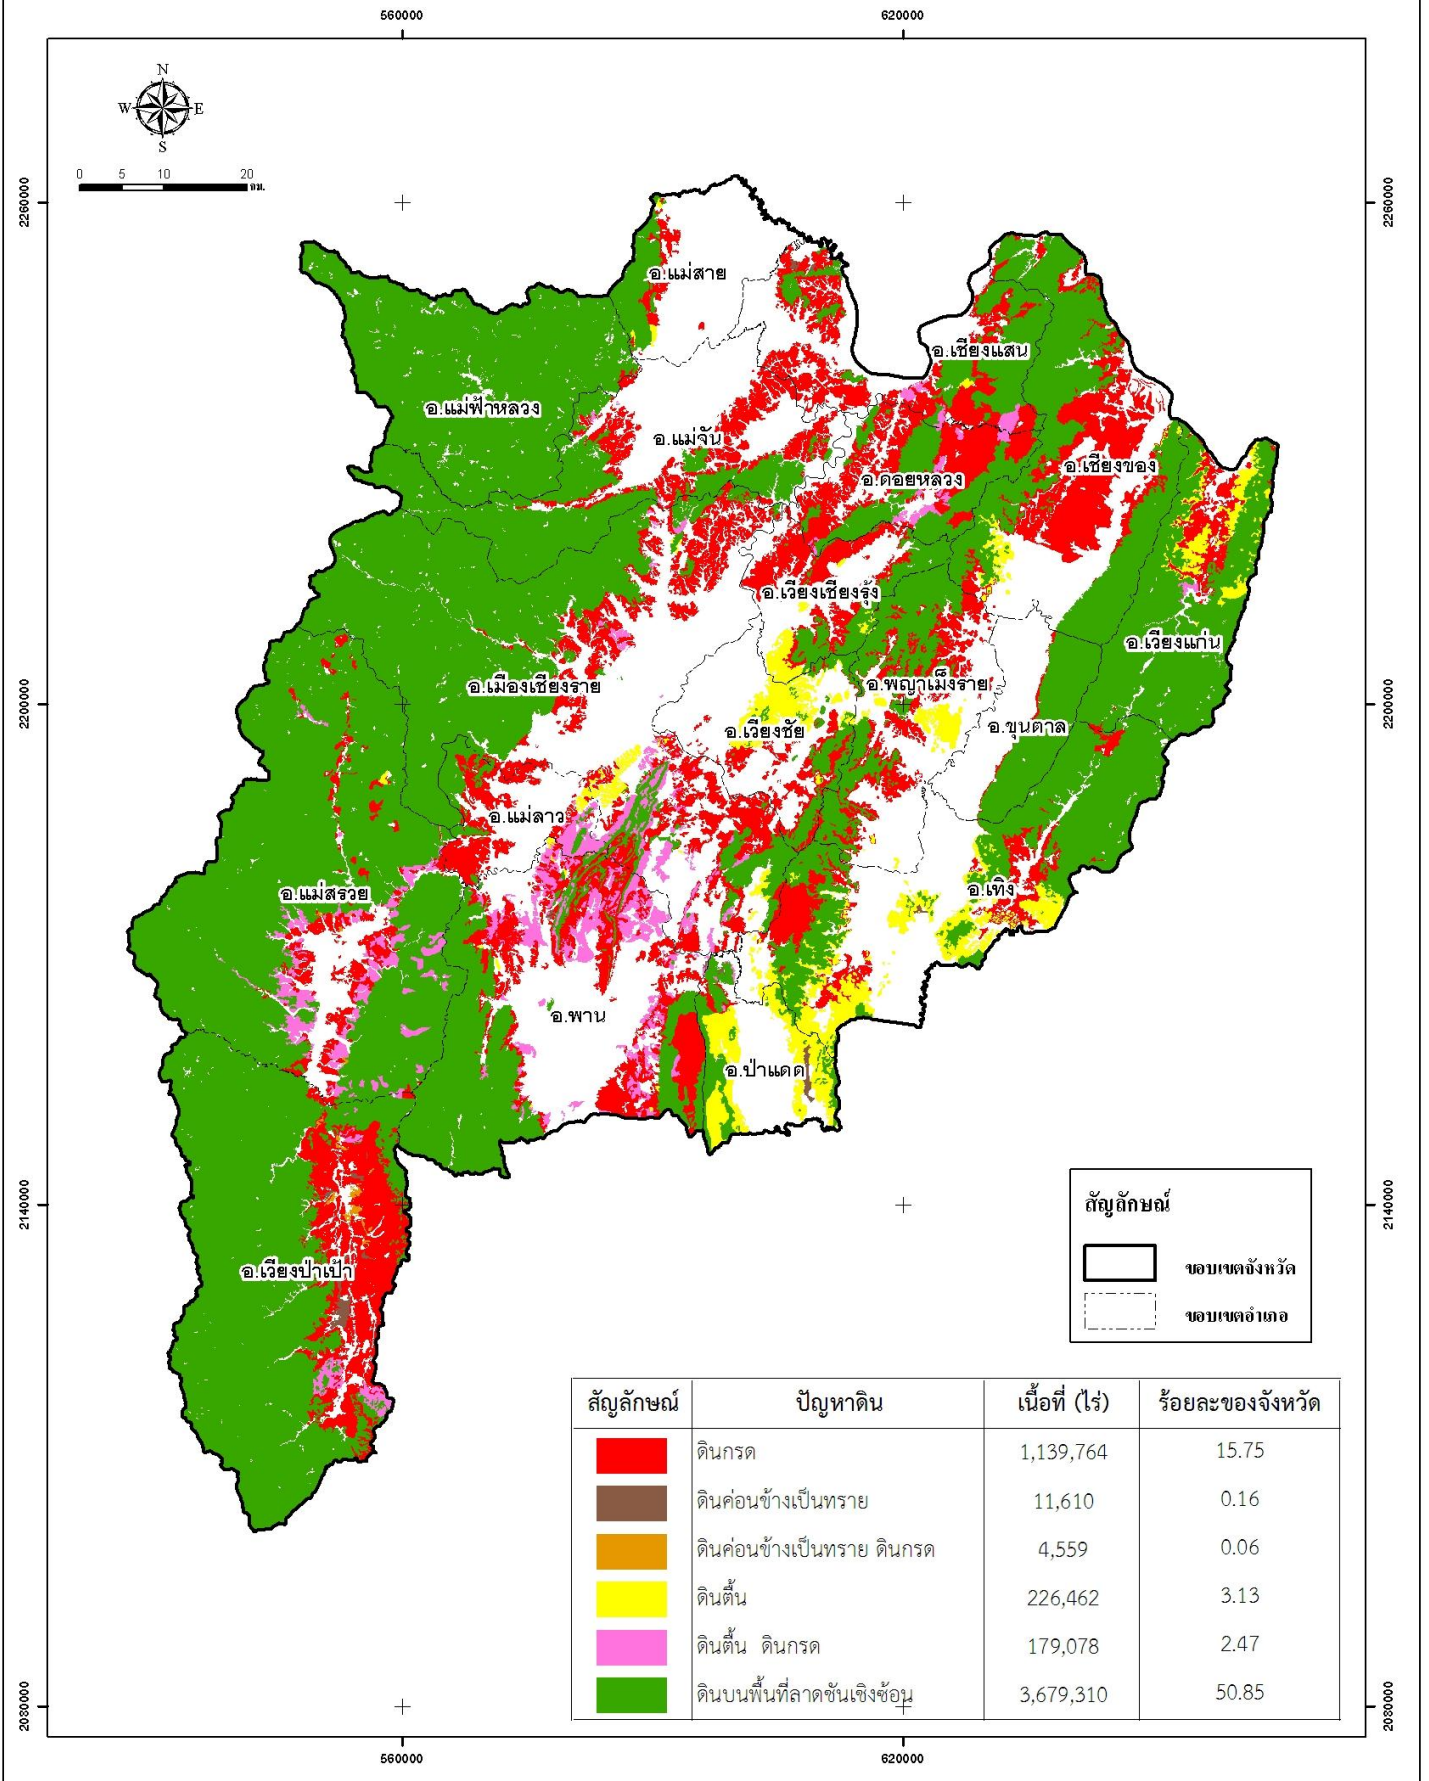 560000 620000
N
W E
S
0 5 10 20
กม.
2260000 2260000
อ.แม่สาย
อ.เชียงแสน
อ.แม่ฟ้าหลวง
อ.แม่จัน
อ.เชียงของ
อ.ดอยหลวง
อ.เวียงเชียงรุ้ง
อ.เวียงแก่น
อ.เมืองเชียงราย
อ.พญาเม็งราย
2200000 2200000
อ.ขุนตาล
อ.เวียงชัย
อ.แม่ลาว
อ.แม่สรวย
อ.เทิง
อ.พาน
อ.ป่าแดด
2140000 2140000
อ.เวียงป่าเป้า
สัญลักษณ์
ขอบเขตจังหวัด
ขอบเขตอำเภอ
สัญลักษณ์ ปัญหาดิน เนื้อที่ (ไร่) ร้อยละของจังหวัด
ดินกรด 1,139,764 15.75
ดินค่อนข้างเป็นทราย 11,610 0.16
ดินค่อนข้างเป็นทราย ดินกรด 4,559 0.06
ดินตื้น 226,462 3.13
ดินตื้น ดินกรด 179,078 2.47
ดินบนพื้นที่ลาดชันเชิงซ้อน 3,679,310 50.85
2080000 2080000
560000 620000